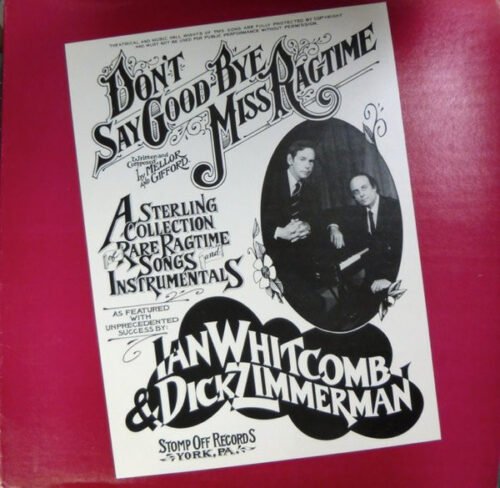 THEATRICAL AND MUSIC HALL RIGHTS OF THIS SONG ARE FULLY PROTECTED BY COPYRIGHT
AND MUST NOT BE USED FOR PUBLIC PERFORMANCE WITHOUT PERMISSION.
DON'T
SAY GOOD-BYE
MISS RAGTIME
Written and
Composed
by MELLOR
AND GIFFORD.
A STERLING
COLLECTION
of RARE RAGTIME
SONGS and
INSTRUMENTALS
AS FEATURED
WITH
UNPRECEDENTED
SUCCESS BY:
IAN WHITCOMB
& DICK ZIMMERMAN
STOMP OFF RECORDS
YORK, PA.